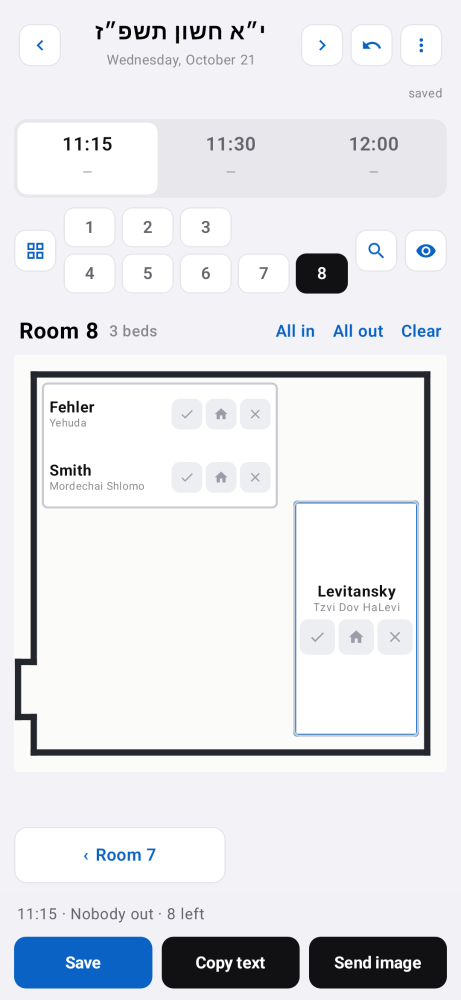 י״א חשון תשפ״ז
Wednesday, October 21
saved
11:15 11:30 12:00
– – –
1 2 3
4 5 6 7 8
Room 8 3 beds All in All out Clear
Fehler
Yehuda
Smith
Mordechai Shlomo
Levitansky
Tzvi Dov HaLevi
‹ Room 7
11:15 · Nobody out · 8 left
Save Copy text Send image